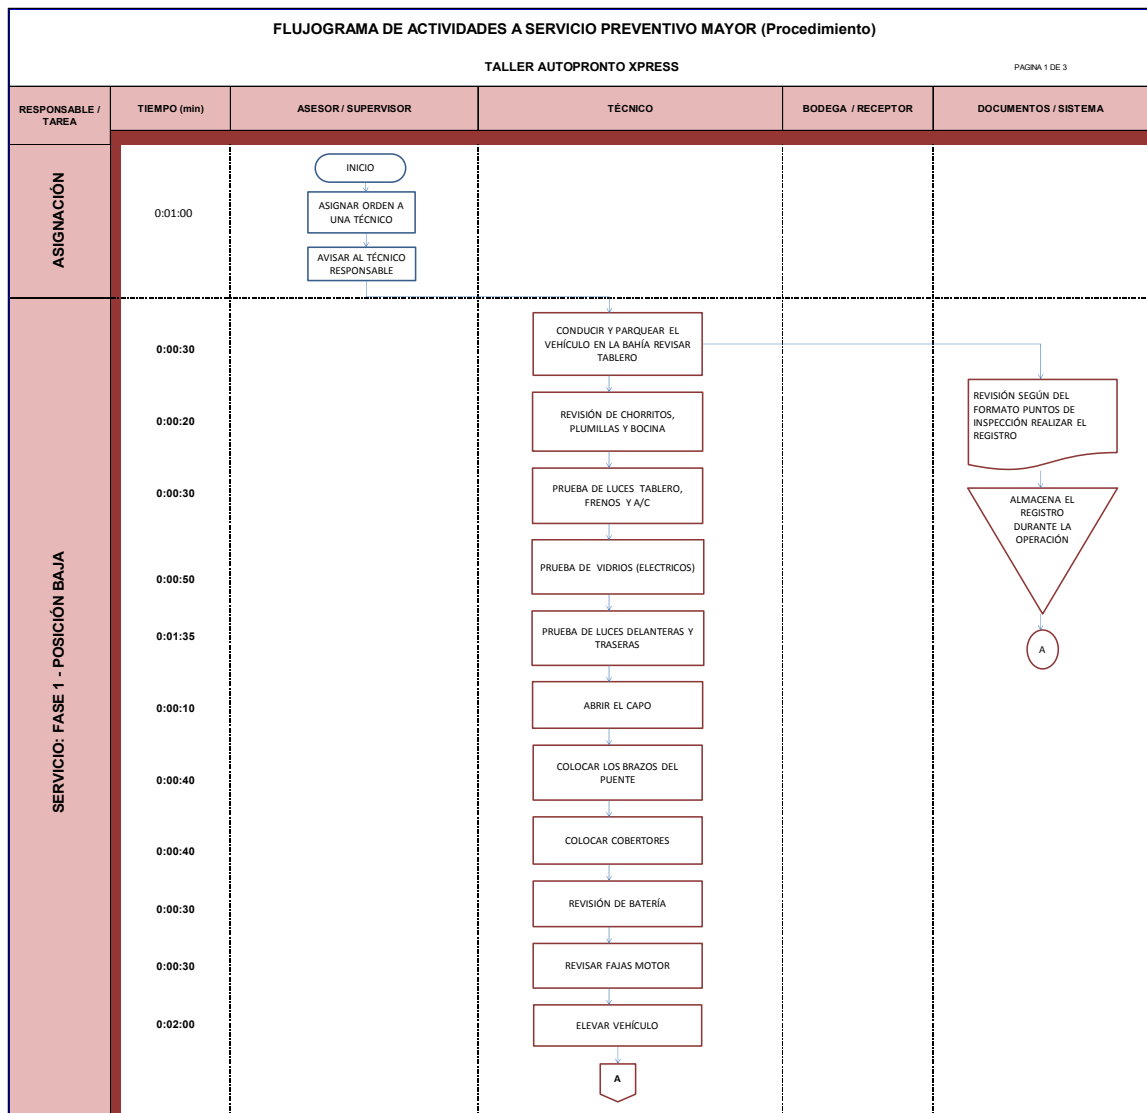 FLUJOGRAMA DE ACTIVIDADES A SERVICIO PREVENTIVO MAYOR (Procedimiento)
TALLER AUTOPRONTO XPRESS
PAGINA 1 DE 3
RESPONSABLE /
TAREA
TIEMPO (min)
ASESOR / SUPERVISOR
TÉCNICO
BODEGA / RECEPTOR
DOCUMENTOS / SISTEMA
ASIGNACIÓN
0:01:00
INICIO
ASIGNAR ORDEN A
UNA TÉCNICO
AVISAR AL TÉCNICO
RESPONSABLE
SERVICIO: FASE 1 - POSICIÓN BAJA
0:00:30
CONDUCIR Y PARQUEAR EL
VEHÍCULO EN LA BAHÍA REVISAR
TABLERO
0:00:20
REVISIÓN DE CHORRITOS,
PLUMILLAS Y BOCINA
REVISIÓN SEGÚN DEL
FORMATO PUNTOS DE
INSPECCIÓN REALIZAR EL
REGISTRO
0:00:30
PRUEBA DE LUCES TABLERO,
FRENOS Y A/C
ALMACENA EL
REGISTRO
DURANTE LA
OPERACIÓN
0:00:50
PRUEBA DE VIDRIOS (ELECTRICOS)
0:01:35
PRUEBA DE LUCES DELANTERAS Y
TRASERAS
A
0:00:10
ABRIR EL CAPO
0:00:40
COLOCAR LOS BRAZOS DEL
PUENTE
0:00:40
COLOCAR COBERTORES
0:00:30
REVISIÓN DE BATERÍA
0:00:30
REVISAR FAJAS MOTOR
0:02:00
ELEVAR VEHÍCULO
A